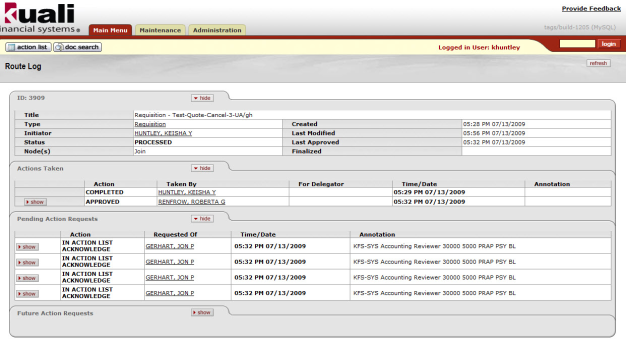 Kuali
financial systems
Provide Feedback
Main Menu Maintenance Administration
tags/build-L205 (MySQL)
action list doc search
Logged in User: khuntley
login
Route Log
refresh
ID: 3909 hide
Title Requisition - Test-Quote-Cancel-3-UA/gh
Type Requisition Created 05:28 PM 07/13/2009
Initiator HUNTLEY, KEISHA Y Last Modified 05:56 PM 07/13/2009
Status PROCESSED Last Approved 05:32 PM 07/13/2009
Node(s) Join Finalized
Actions Taken hide
Action Taken By For Delegator Time/Date Annotation
COMPLETED HUNTLEY, KEISHA Y 05:29 PM 07/13/2009
show APPROVED RENFROW, ROBERTA G 05:32 PM 07/13/2009
Pending Action Requests hide
Action Requested Of Time/Date Annotation
show IN ACTION LIST ACKNOWLEDGE GERHART, JON P 05:32 PM 07/13/2009 KFS-SYS Accounting Reviewer 30000 5000 PRAP PSY BL
show IN ACTION LIST ACKNOWLEDGE GERHART, JON P 05:32 PM 07/13/2009 KFS-SYS Accounting Reviewer 30000 5000 PRAP PSY BL
show IN ACTION LIST ACKNOWLEDGE GERHART, JON P 05:32 PM 07/13/2009 KFS-SYS Accounting Reviewer 30000 5000 PRAP PSY BL
show IN ACTION LIST ACKNOWLEDGE GERHART, JON P 05:32 PM 07/13/2009 KFS-SYS Accounting Reviewer 30000 5000 PRAP PSY BL
Future Action Requests show